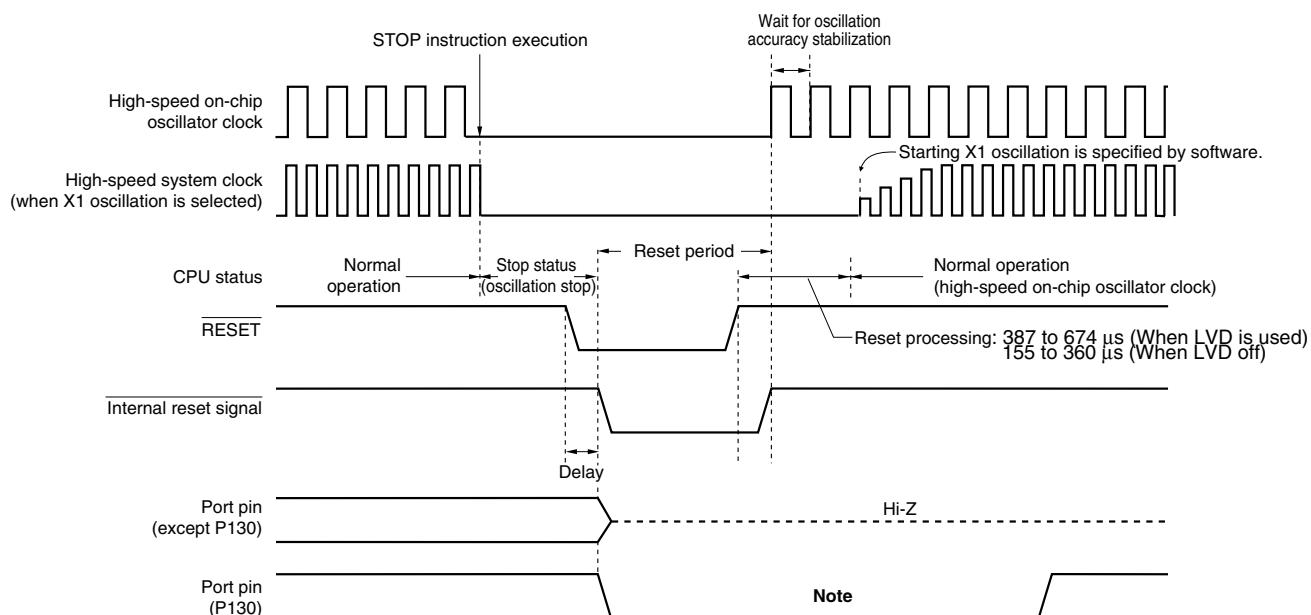 Wait for oscillation
accuracy stabilization
STOP instruction execution
High-speed on-chip
oscillator clock
Starting X1 oscillation is specified by software.
High-speed system clock
(when X1 oscillation is selected)
Reset period
CPU status
Normal
operation
Stop status
(oscillation stop)
Normal operation
(high-speed on-chip oscillator clock)
RESET
Reset processing: 387 to 674 μs (When LVD is used)
155 to 360 μs (When LVD off)
Internal reset signal
Delay
Port pin
(except P130)
Hi-Z
Port pin
(P130)
Note